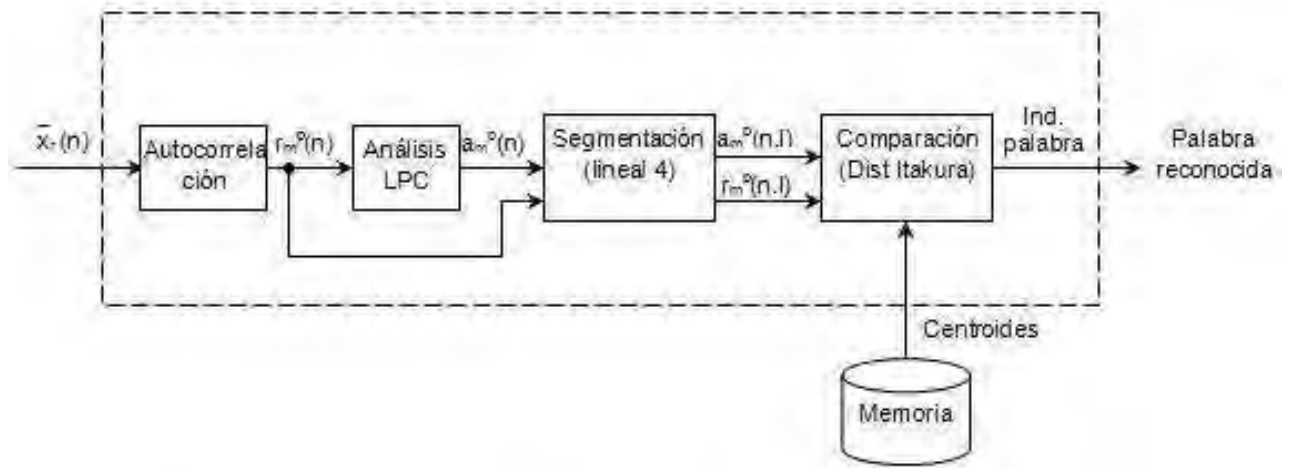 x̄ᵣ(n)
Autocorrela
ción
rₘᵖ(n)
Análisis
LPC
aₘᵖ(n)
Segmentación
(lineal 4)
aₘᵖ(n.l)
rₘᵖ(n.l)
Comparación
(Dist Itakura)
Ind.
palabra
Palabra
reconocida
Centroides
Memoria